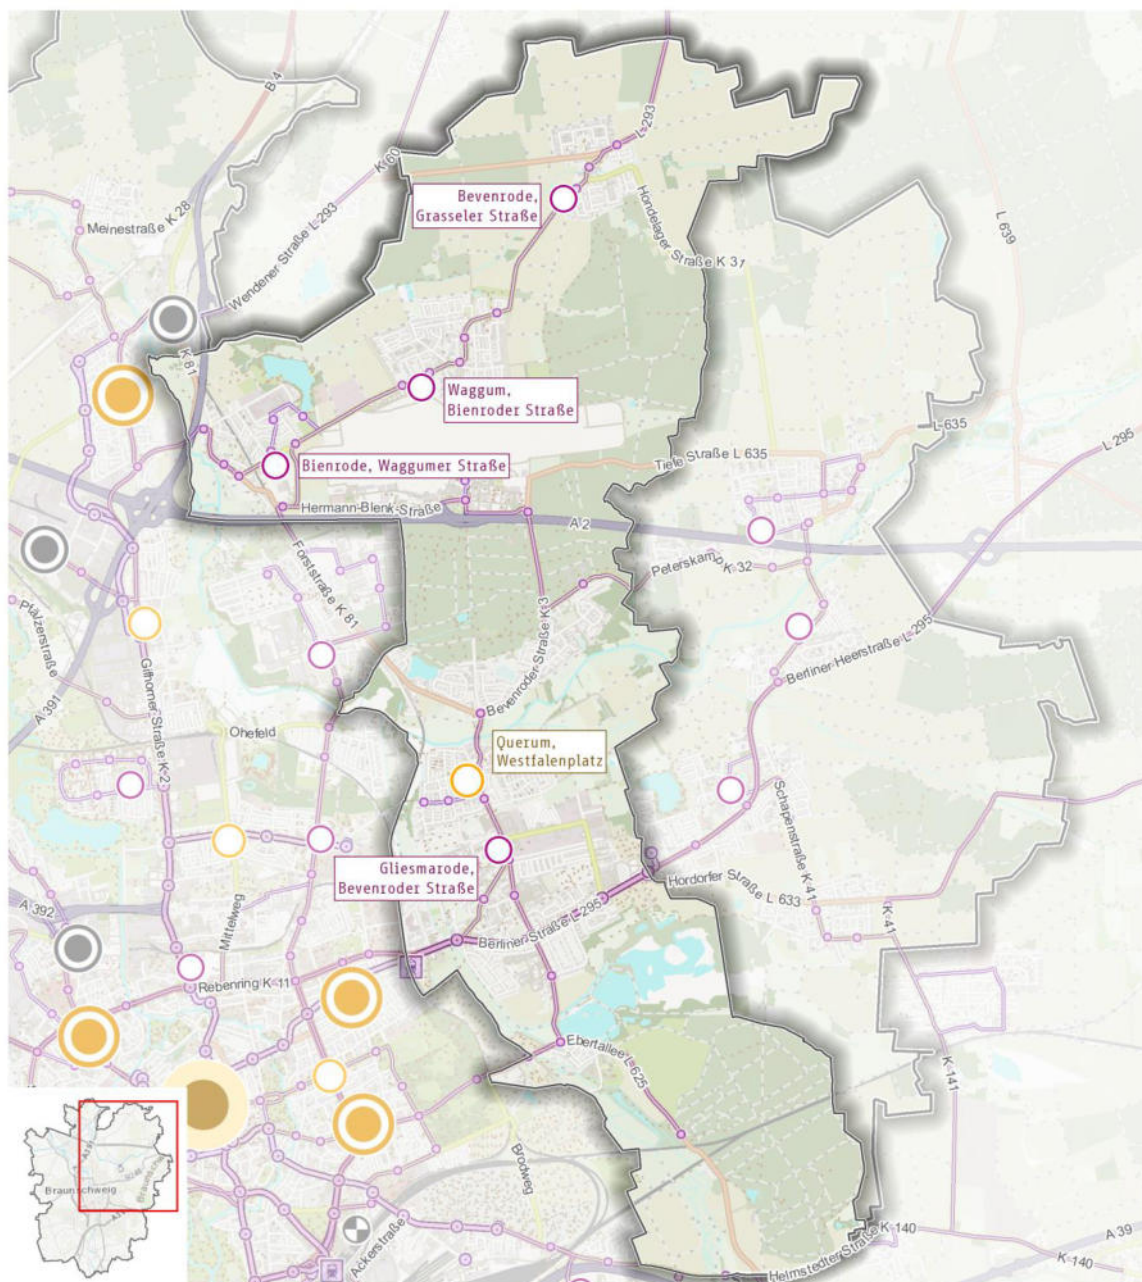 B 4
L 293
K 60
Meinestraße K 28
Wendener Straße L 293
Bevenrode,
Grasseler Straße
Hondelager Straße K 31
L 639
K 81
Waggum,
Bienroder Straße
Bienrode, Waggumer Straße
Tiefe Straße L 635
L 635
L 295
Hermann-Blenk-Straße
A 2
Forststraße K 81
Peterskamp K 32
Pfälzerstraße
Bevenroder Straße K 3
Berliner Heerstraße L 295
A 391
Gifhorner Straße K 2
Ohefeld
Querum,
Westfalenplatz
Schapenstraße K 41
Gliesmarode,
Bevenroder Straße
Hordorfer Straße L 633
A 392
Mittelweg
Berliner Straße L 295
K 41
Rebenring K 11
Ebertallee L 625
K 141
Braunschweig
Brodweg
Ackerstraße
Helmstedter Straße K 140
A 39
K 140